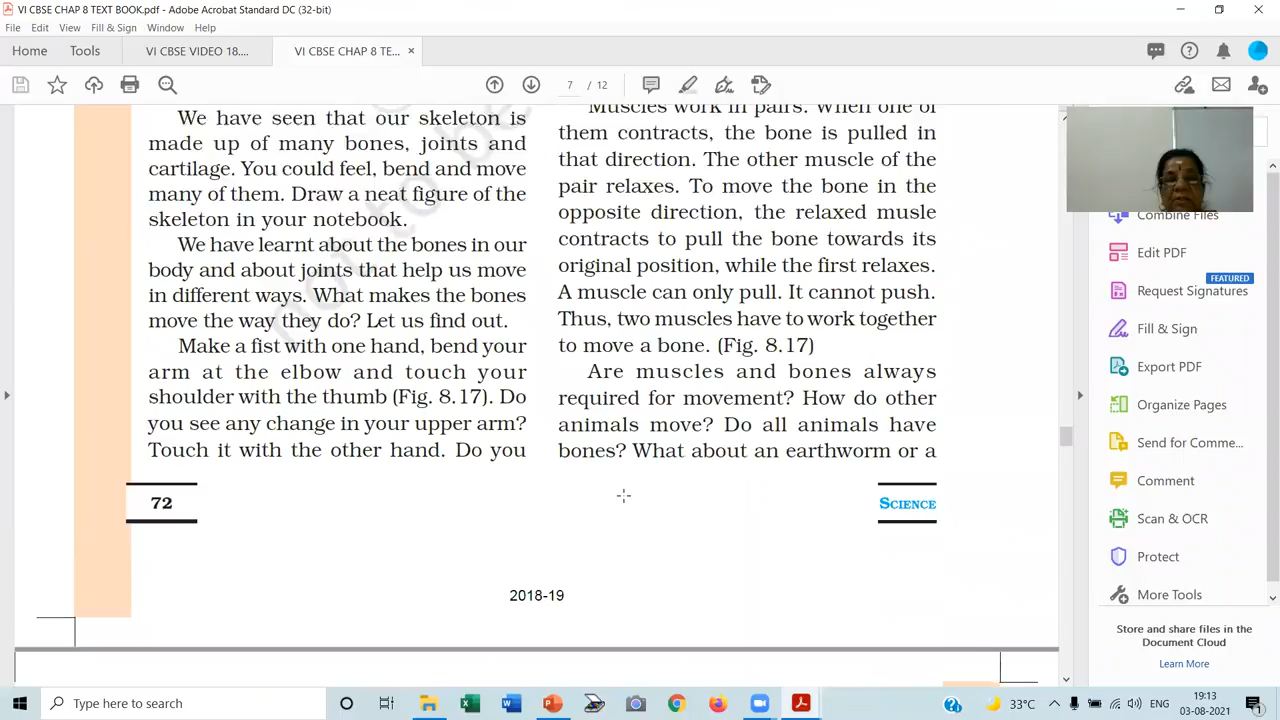 VI CBSE CHAP 8 TEXT BOOK.pdf - Adobe Acrobat Standard DC (32-bit)
File Edit View Fill & Sign Window Help
Home Tools VI CBSE VIDEO 18.... VI CBSE CHAP 8 TE... ×
7 / 12
We have seen that our skeleton is
made up of many bones, joints and
cartilage. You could feel, bend and move
many of them. Draw a neat figure of the
skeleton in your notebook.
We have learnt about the bones in our
body and about joints that help us move
in different ways. What makes the bones
move the way they do? Let us find out.
Make a fist with one hand, bend your
arm at the elbow and touch your
shoulder with the thumb (Fig. 8.17). Do
you see any change in your upper arm?
Touch it with the other hand. Do you
Muscles work in pairs. When one of
them contracts, the bone is pulled in
that direction. The other muscle of the
pair relaxes. To move the bone in the
opposite direction, the relaxed musle
contracts to pull the bone towards its
original position, while the first relaxes.
A muscle can only pull. It cannot push.
Thus, two muscles have to work together
to move a bone. (Fig. 8.17)
Are muscles and bones always
required for movement? How do other
animals move? Do all animals have
bones? What about an earthworm or a
not to be
72
SCIENCE
2018-19
Combine Files
Edit PDF
FEATURED
Request Signatures
Fill & Sign
Export PDF
Organize Pages
Send for Comme...
Comment
Scan & OCR
Protect
More Tools
Store and share files in the
Document Cloud
Learn More
Type here to search
33°C
ENG
19:13
03-08-2021